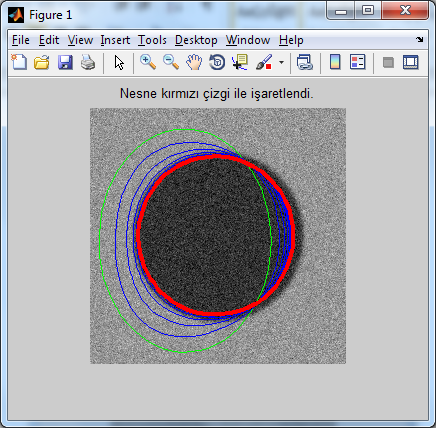 Figure 1
File Edit View Insert Tools Desktop Window Help
Nesne kırmızı çizgi ile işaretlendi.